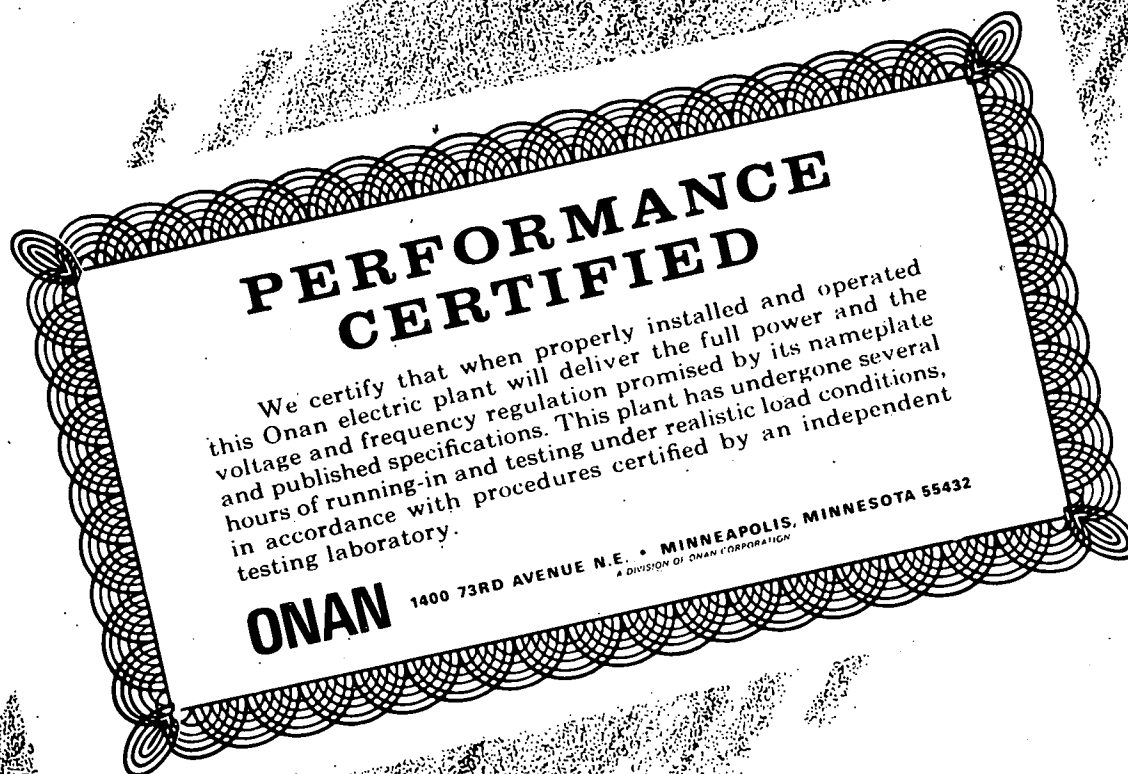 PERFORMANCE
CERTIFIED
We certify that when properly installed and operated
this Onan electric plant will deliver the full power and the
voltage and frequency regulation promised by its nameplate
and published specifications. This plant has undergone several
hours of running-in and testing under realistic load conditions,
in accordance with procedures certified by an independent
testing laboratory.
ONAN 1400 73RD AVENUE N.E. • MINNEAPOLIS, MINNESOTA 55432
A DIVISION OF ONAN CORPORATION